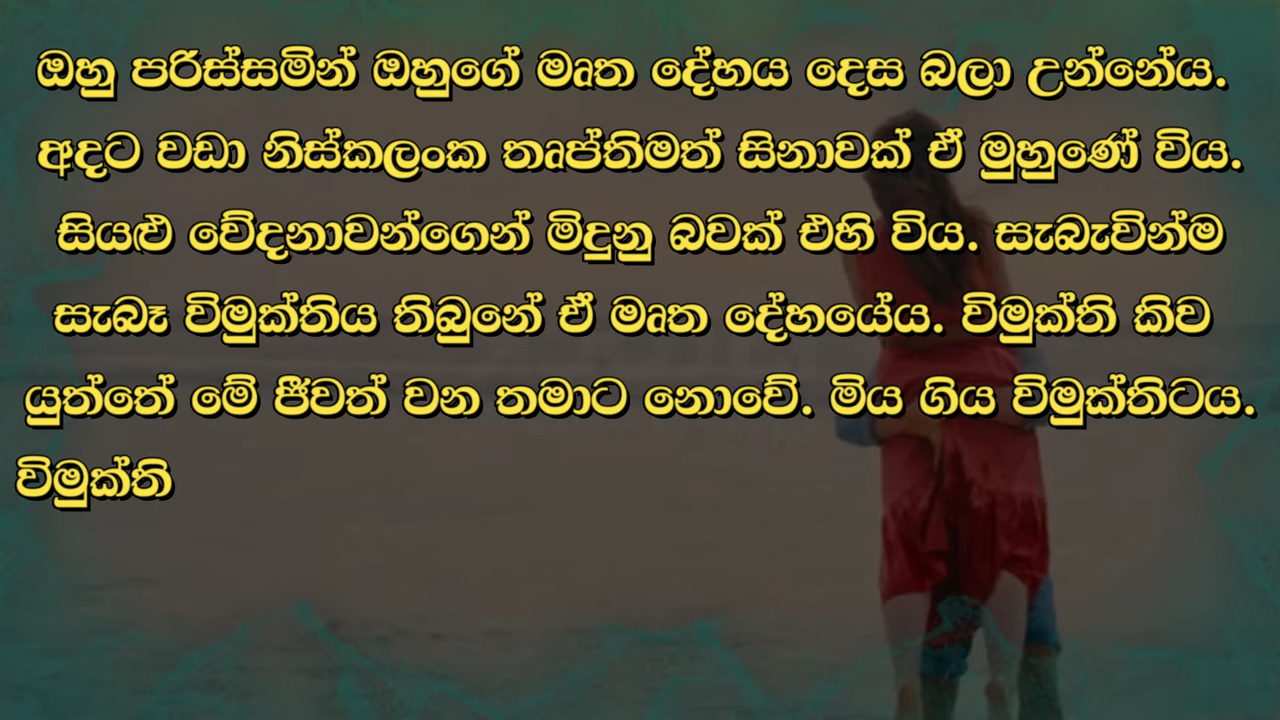 ඔහු පරිස්සමින් ඔහුගේ මෘත දේහය දෙස බලා උන්නේය.
අදට වඩා නිස්කලංක තෘප්තිමත් සිනාවක් ඒ මුහුණේ විය.
සියළු වේදනාවන්ගෙන් මිදුනු බවක් එහි විය. සැබැවින්ම
සැබෑ විමුක්තිය තිබුනේ ඒ මෘත දේහයේය. විමුක්ති කිව
යුත්තේ මේ ජීවත් වන තමාට නොවේ. මිය ගිය විමුක්තිටය.
විමුක්ති